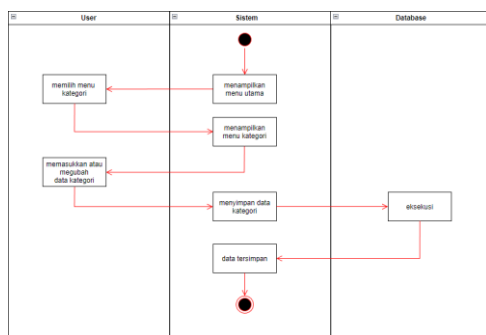 User
Sistem
Database
menampilkan
menu utama
memilih menu
kategori
menampilkan
menu kategori
memasukkan atau
megubah
data kategori
menyimpan data
kategori
eksekusi
data tersimpan